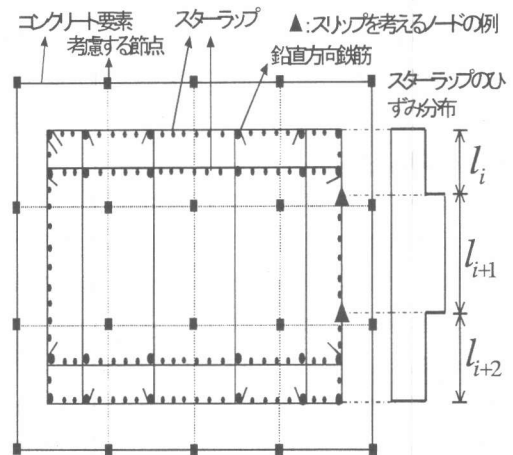 コンクリート要素
スターラップ
▲:スリップを考えるノードの例
考慮する節点
鉛直方向鉄筋
スターラップのひ
ずみ分布
l_i
l_{i+1}
l_{i+2}